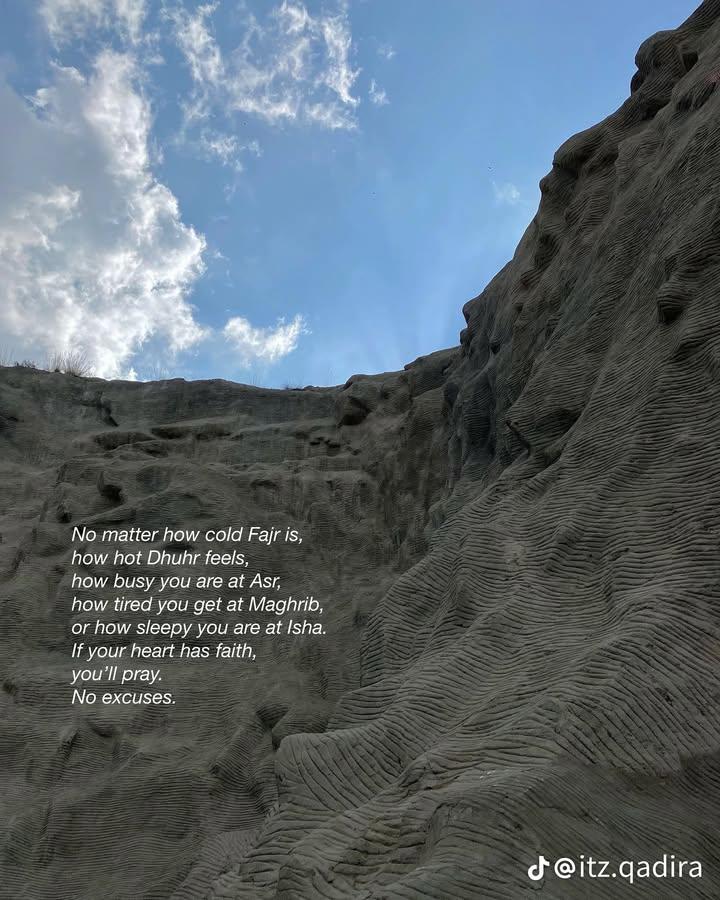 No matter how cold Fajr is,
how hot Dhuhr feels,
how busy you are at Asr,
how tired you get at Maghrib,
or how sleepy you are at Isha.
If your heart has faith,
you’ll pray.
No excuses.
@itz.qadira